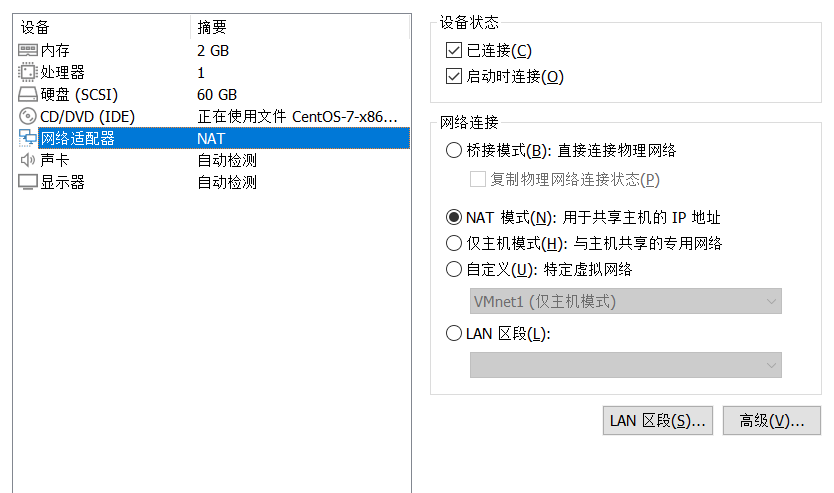 设备 摘要
内存 2 GB
处理器 1
硬盘 (SCSI) 60 GB
CD/DVD (IDE) 正在使用文件 CentOS-7-x86...
网络适配器 NAT
声卡 自动检测
显示器 自动检测
设备状态
已连接(C)
启动时连接(O)
网络连接
桥接模式(B): 直接连接物理网络
复制物理网络连接状态(P)
NAT 模式(N): 用于共享主机的 IP 地址
仅主机模式(H): 与主机共享的专用网络
自定义(U): 特定虚拟网络
VMnet1 (仅主机模式)
LAN 区段(L):
LAN 区段(S)... 高级(V)...